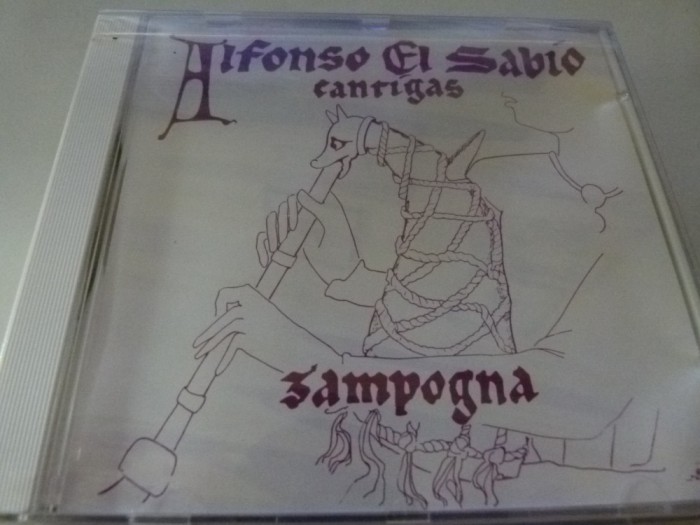 Alfonso El Sabio
cantigas
zampogna